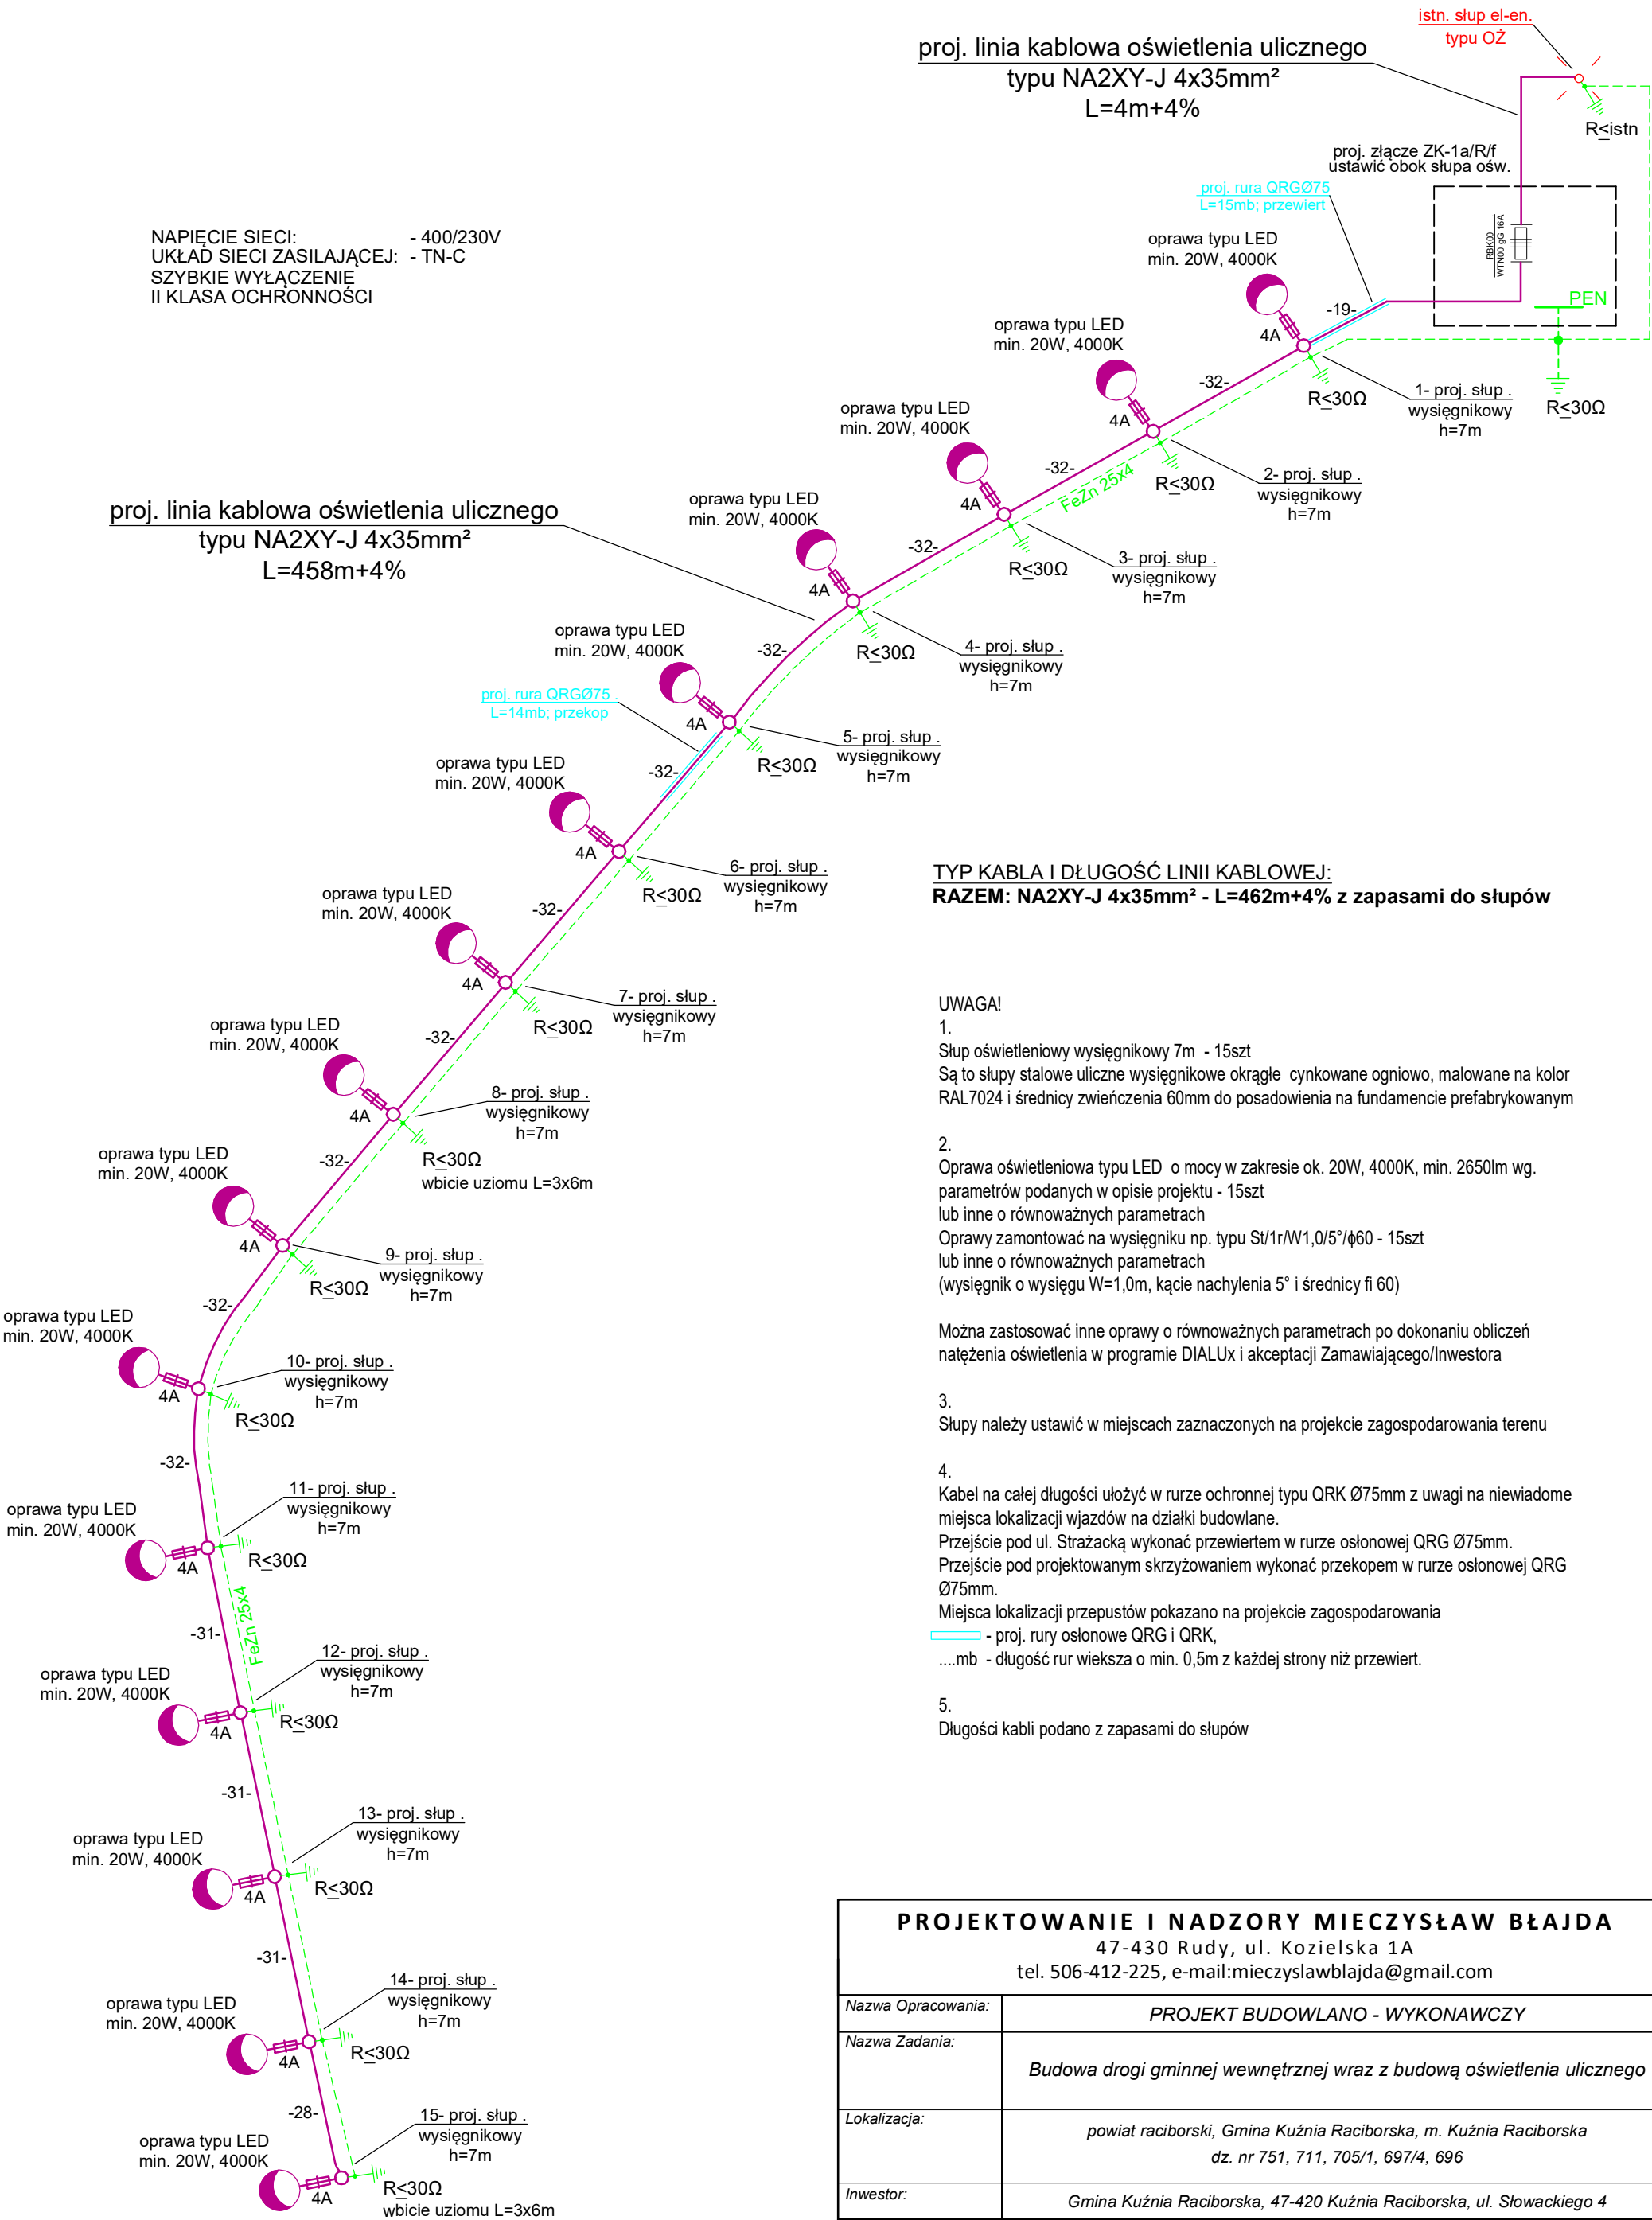 istn. słup el-en.
typu OŻ
proj. linia kablowa oświetlenia ulicznego
typu NA2XY-J 4x35mm²
L=4m+4%
R≤istn
proj. złącze ZK-1a/R/f
ustawić obok słupa ośw.
proj. rura QRGØ75
L=15mb; przewiert
RBK00
WTN00 gG 16A
PEN
R≤30Ω
NAPIĘCIE SIECI: - 400/230V
UKŁAD SIECI ZASILAJĄCEJ: - TN-C
SZYBKIE WYŁĄCZENIE
II KLASA OCHRONNOŚCI
oprawa typu LED
min. 20W, 4000K
4A
-19-
R≤30Ω
1- proj. słup .
wysięgnikowy
h=7m
oprawa typu LED
min. 20W, 4000K
4A
-32-
R≤30Ω
2- proj. słup .
wysięgnikowy
h=7m
oprawa typu LED
min. 20W, 4000K
4A
-32-
FeZn 25x4
R≤30Ω
3- proj. słup .
wysięgnikowy
h=7m
proj. linia kablowa oświetlenia ulicznego
typu NA2XY-J 4x35mm²
L=458m+4%
oprawa typu LED
min. 20W, 4000K
4A
-32-
R≤30Ω
4- proj. słup .
wysięgnikowy
h=7m
oprawa typu LED
min. 20W, 4000K
4A
-32-
R≤30Ω
5- proj. słup .
wysięgnikowy
h=7m
proj. rura QRGØ75 .
L=14mb; przekop
oprawa typu LED
min. 20W, 4000K
4A
-32-
R≤30Ω
6- proj. słup .
wysięgnikowy
h=7m
oprawa typu LED
min. 20W, 4000K
4A
-32-
R≤30Ω
7- proj. słup .
wysięgnikowy
h=7m
oprawa typu LED
min. 20W, 4000K
4A
-32-
R≤30Ω
wbicie uziomu L=3x6m
8- proj. słup .
wysięgnikowy
h=7m
oprawa typu LED
min. 20W, 4000K
4A
-32-
R≤30Ω
9- proj. słup .
wysięgnikowy
h=7m
oprawa typu LED
min. 20W, 4000K
4A
-32-
R≤30Ω
10- proj. słup .
wysięgnikowy
h=7m
oprawa typu LED
min. 20W, 4000K
4A
-32-
R≤30Ω
11- proj. słup .
wysięgnikowy
h=7m
FeZn 25x4
oprawa typu LED
min. 20W, 4000K
4A
-31-
R≤30Ω
12- proj. słup .
wysięgnikowy
h=7m
oprawa typu LED
min. 20W, 4000K
4A
-31-
R≤30Ω
13- proj. słup .
wysięgnikowy
h=7m
oprawa typu LED
min. 20W, 4000K
4A
-31-
R≤30Ω
14- proj. słup .
wysięgnikowy
h=7m
oprawa typu LED
min. 20W, 4000K
4A
-28-
R≤30Ω
wbicie uziomu L=3x6m
15- proj. słup .
wysięgnikowy
h=7m
TYP KABLA I DŁUGOŚĆ LINII KABLOWEJ:
RAZEM: NA2XY-J 4x35mm² - L=462m+4% z zapasami do słupów
UWAGA!
1.
Słup oświetleniowy wysięgnikowy 7m - 15szt
Są to słupy stalowe uliczne wysięgnikowe okrągłe cynkowane ogniowo, malowane na kolor
RAL7024 i średnicy zwieńczenia 60mm do posadowienia na fundamencie prefabrykowanym
2.
Oprawa oświetleniowa typu LED o mocy w zakresie ok. 20W, 4000K, min. 2650lm wg.
parametrów podanych w opisie projektu - 15szt
lub inne o równoważnych parametrach
Oprawy zamontować na wysięgniku np. typu St/1r/W1,0/5°/ϕ60 - 15szt
lub inne o równoważnych parametrach
(wysięgnik o wysięgu W=1,0m, kącie nachylenia 5° i średnicy fi 60)
Można zastosować inne oprawy o równoważnych parametrach po dokonaniu obliczeń
natężenia oświetlenia w programie DIALUx i akceptacji Zamawiającego/Inwestora
3.
Słupy należy ustawić w miejscach zaznaczonych na projekcie zagospodarowania terenu
4.
Kabel na całej długości ułożyć w rurze ochronnej typu QRK Ø75mm z uwagi na niewiadome
miejsca lokalizacji wjazdów na działki budowlane.
Przejście pod ul. Strażacką wykonać przewiertem w rurze osłonowej QRG Ø75mm.
Przejście pod projektowanym skrzyżowaniem wykonać przekopem w rurze osłonowej QRG
Ø75mm.
Miejsca lokalizacji przepustów pokazano na projekcie zagospodarowania
- proj. rury osłonowe QRG i QRK,
....mb - długość rur wieksza o min. 0,5m z każdej strony niż przewiert.
5.
Długości kabli podano z zapasami do słupów
PROJEKTOWANIE I NADZORY MIECZYSŁAW BŁAJDA
47-430 Rudy, ul. Kozielska 1A
tel. 506-412-225, e-mail:mieczyslawblajda@gmail.com
Nazwa Opracowania: PROJEKT BUDOWLANO - WYKONAWCZY
Nazwa Zadania:
Budowa drogi gminnej wewnętrznej wraz z budową oświetlenia ulicznego
Lokalizacja:
powiat raciborski, Gmina Kuźnia Raciborska, m. Kuźnia Raciborska
dz. nr 751, 711, 705/1, 697/4, 696
Inwestor: Gmina Kuźnia Raciborska, 47-420 Kuźnia Raciborska, ul. Słowackiego 4